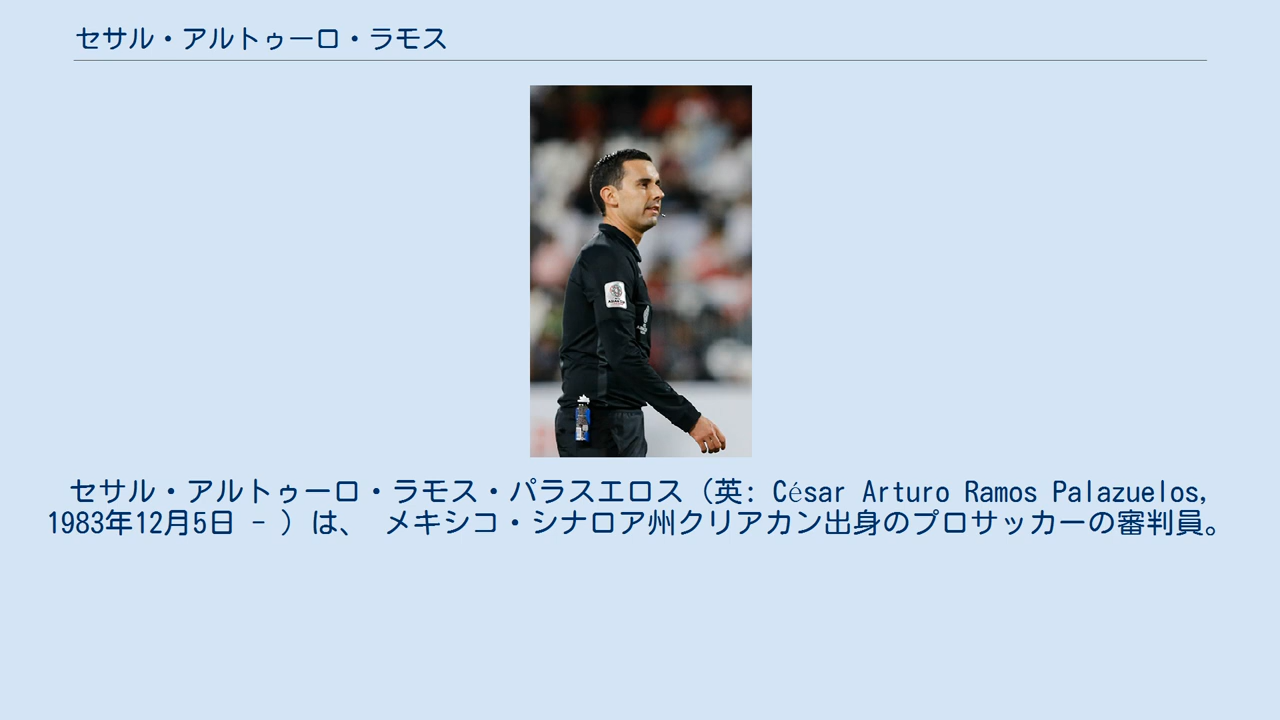 セサル・アルトゥーロ・ラモス
セサル・アルトゥーロ・ラモス・パラスエロス（英: César Arturo Ramos Palazuelos,
1983年12月5日 - ）は、 メキシコ・シナロア州クリアカン出身のプロサッカーの審判員。